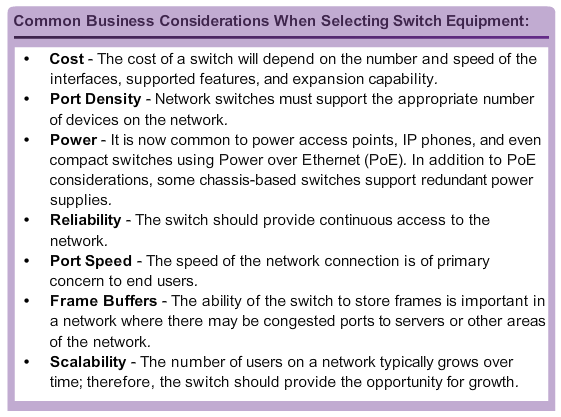 Common Business Considerations When Selecting Switch Equipment:
• Cost - The cost of a switch will depend on the number and speed of the
interfaces, supported features, and expansion capability.
• Port Density - Network switches must support the appropriate number
of devices on the network.
• Power - It is now common to power access points, IP phones, and even
compact switches using Power over Ethernet (PoE). In addition to PoE
considerations, some chassis-based switches support redundant power
supplies.
• Reliability - The switch should provide continuous access to the
network.
• Port Speed - The speed of the network connection is of primary
concern to end users.
• Frame Buffers - The ability of the switch to store frames is important in
a network where there may be congested ports to servers or other areas
of the network.
• Scalability - The number of users on a network typically grows over
time; therefore, the switch should provide the opportunity for growth.